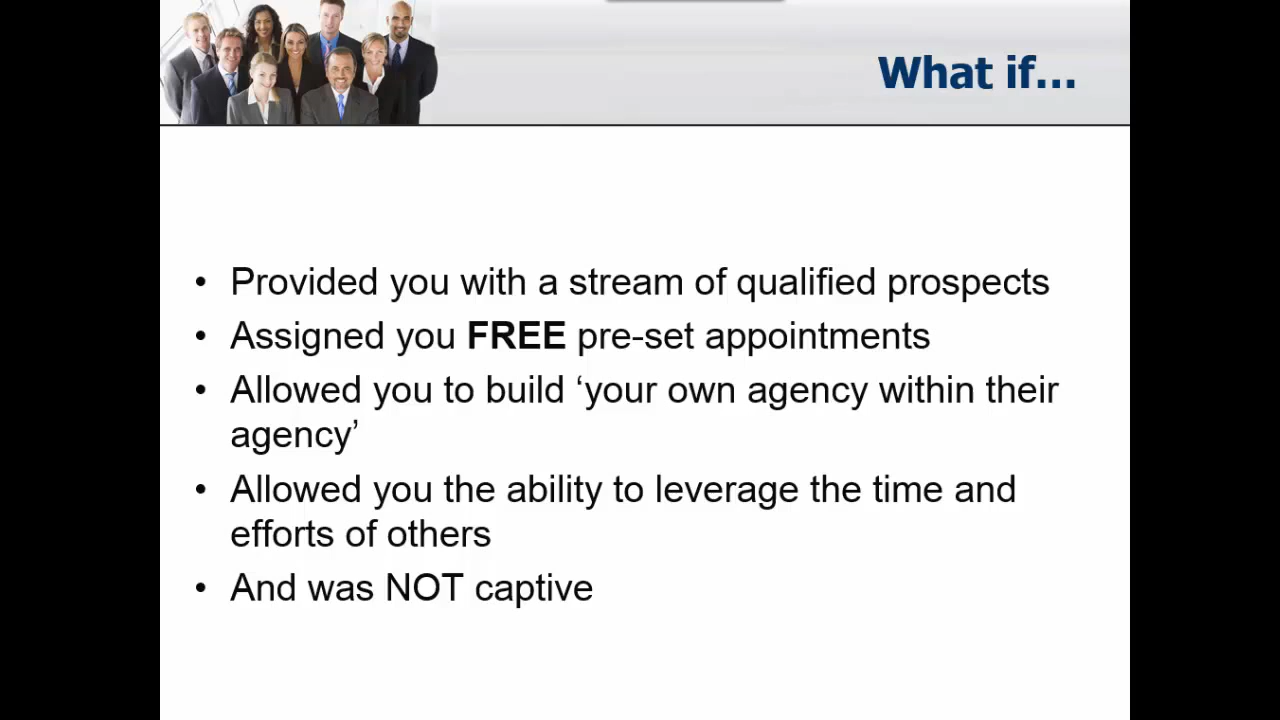 What if...
• Provided you with a stream of qualified prospects
• Assigned you FREE pre-set appointments
• Allowed you to build ‘your own agency within their
agency’
• Allowed you the ability to leverage the time and
efforts of others
• And was NOT captive